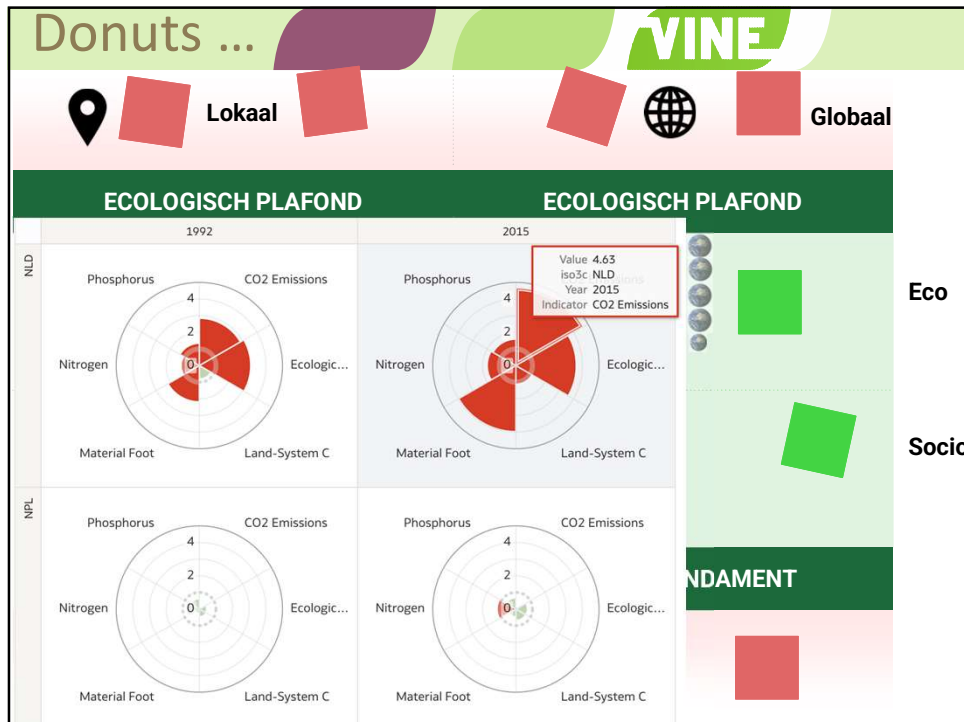 Donuts ...
VINE
Lokaal
Globaal
ECOLOGISCH PLAFOND
ECOLOGISCH PLAFOND
1992
2015
NLD
Phosphorus
CO2 Emissions
4
2
0
Nitrogen
Ecologic...
Material Foot
Land-System C
Value 4.63
iso3c NLD
Year 2015
Indicator CO2 Emissions
Phosphorus
4
2
0
Nitrogen
Ecologic...
Material Foot
Land-System C
Eco
Socio
NPL
Phosphorus
CO2 Emissions
4
2
0
Nitrogen
Ecologic...
Material Foot
Land-System C
Phosphorus
CO2 Emissions
4
2
0
Nitrogen
Ecologic...
Material Foot
Land-System C
NDAMENT